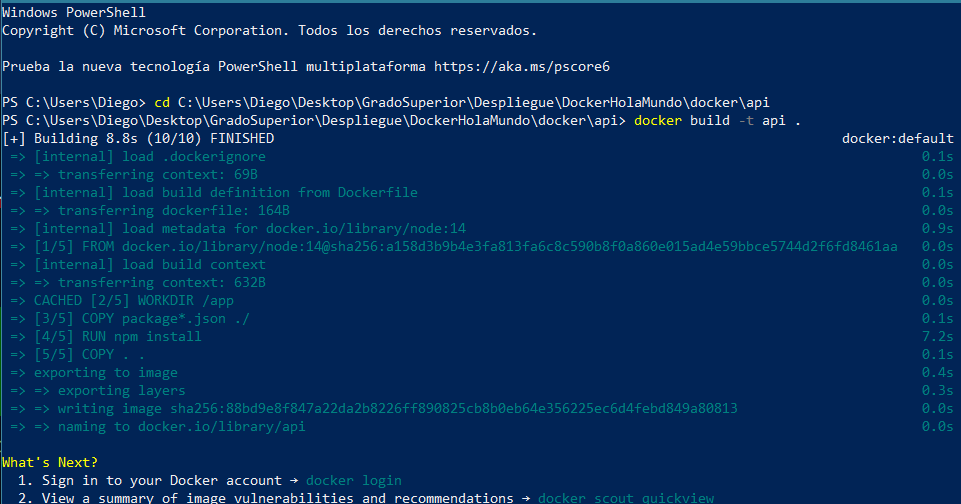 Windows PowerShell
Copyright (C) Microsoft Corporation. Todos los derechos reservados.
Prueba la nueva tecnología PowerShell multiplataforma https://aka.ms/pscore6
PS C:\Users\Diego> cd C:\Users\Diego\Desktop\GradoSuperior\Despliegue\DockerHolaMundo\docker\api
PS C:\Users\Diego\Desktop\GradoSuperior\Despliegue\DockerHolaMundo\docker\api> docker build -t api .
[+] Building 8.8s (10/10) FINISHED docker:default
=> [internal] load .dockerignore 0.1s
=> => transferring context: 69B 0.0s
=> [internal] load build definition from Dockerfile 0.1s
=> => transferring dockerfile: 164B 0.0s
=> [internal] load metadata for docker.io/library/node:14 0.9s
=> [1/5] FROM docker.io/library/node:14@sha256:a158d3b9b4e3fa813fa6c8c590b8f0a860e015ad4e59bbce5744d2f6fd8461aa 0.0s
=> [internal] load build context 0.0s
=> => transferring context: 632B 0.0s
=> CACHED [2/5] WORKDIR /app 0.0s
=> [3/5] COPY package*.json ./ 0.1s
=> [4/5] RUN npm install 7.2s
=> [5/5] COPY . . 0.1s
=> exporting to image 0.4s
=> => exporting layers 0.3s
=> => writing image sha256:88bd9e8f847a22da2b8226ff890825cb8b0eb64e356225ec6d4febd849a80813 0.0s
=> => naming to docker.io/library/api 0.0s
What's Next?
1. Sign in to your Docker account → docker login
2. View a summary of image vulnerabilities and recommendations → docker scout quickview